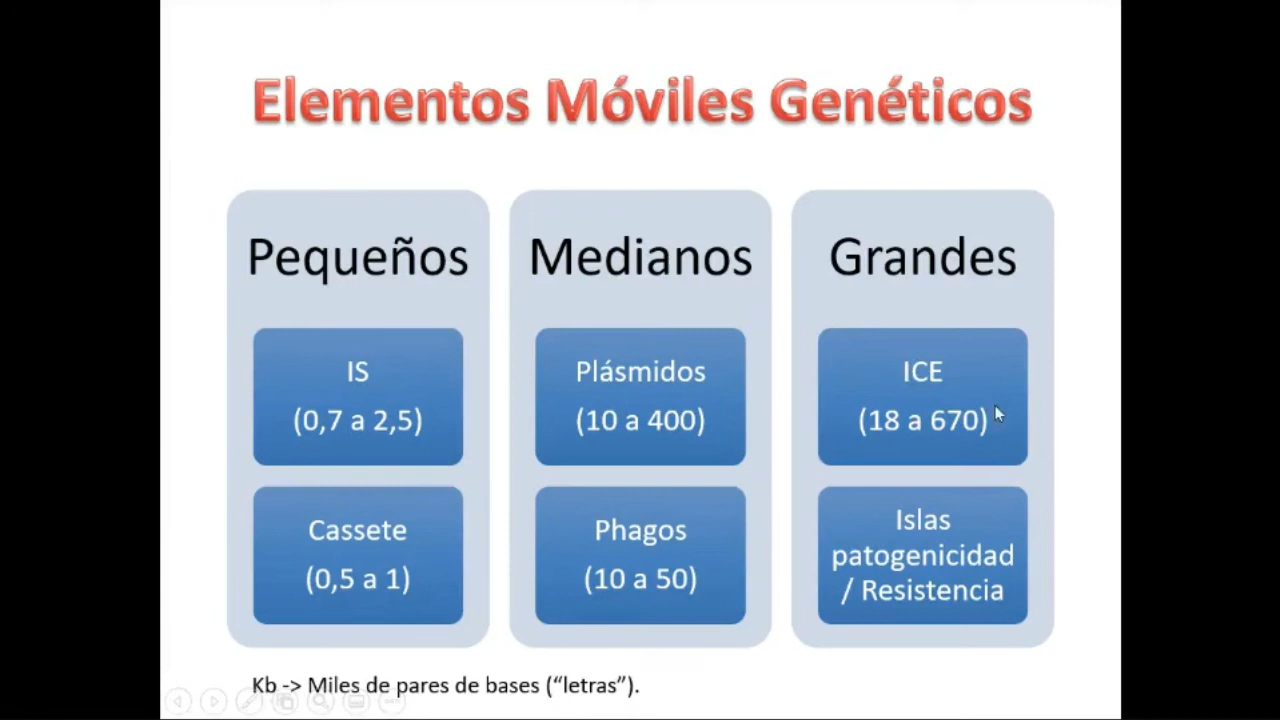 Elementos Móviles Genéticos
Pequeños
IS
(0,7 a 2,5)
Cassete
(0,5 a 1)
Medianos
Plásmidos
(10 a 400)
Phagos
(10 a 50)
Grandes
ICE
(18 a 670)
Islas
patogenicidad
/ Resistencia
Kb -> Miles de pares de bases (“letras”).